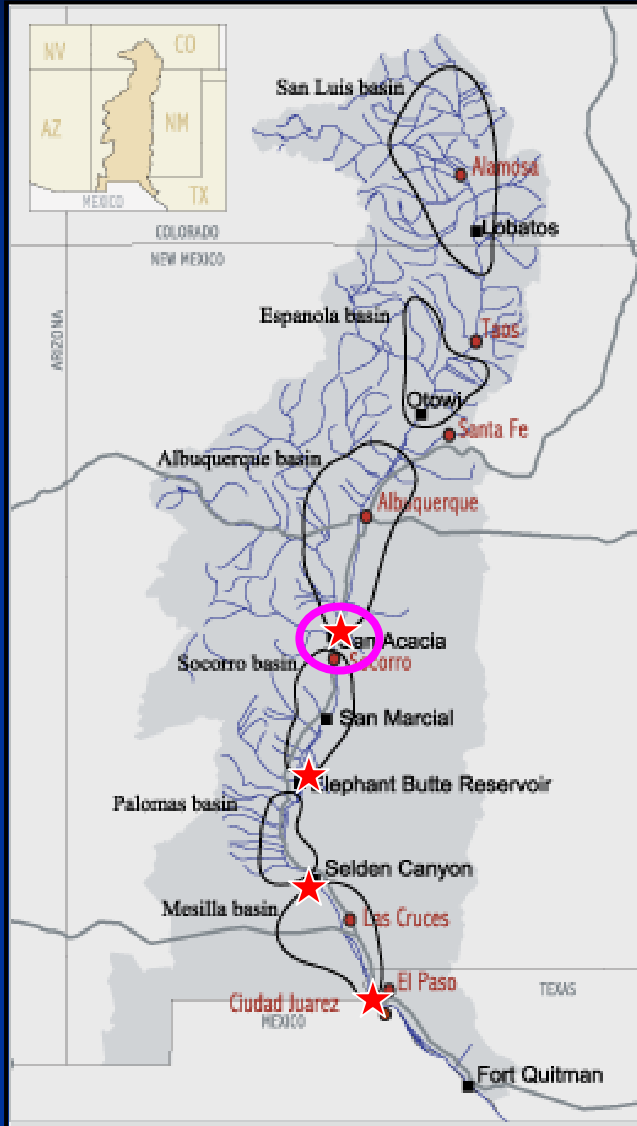 NV
CO
AZ
NM
MEXICO
TX
San Luis basin
Alamosa
Lobatos
COLORADO
NEW MEXICO
ARIZONA
Espanola basin
Taos
Otowi
Santa Fe
Albuquerque basin
Albuquerque
San Acacia
Socorro basin
Socorro
San Marcial
Elephant Butte Reservoir
Palomas basin
Selden Canyon
Mesilla basin
Las Cruces
El Paso
TEXAS
Ciudad Juarez
MEXICO
Fort Quitman